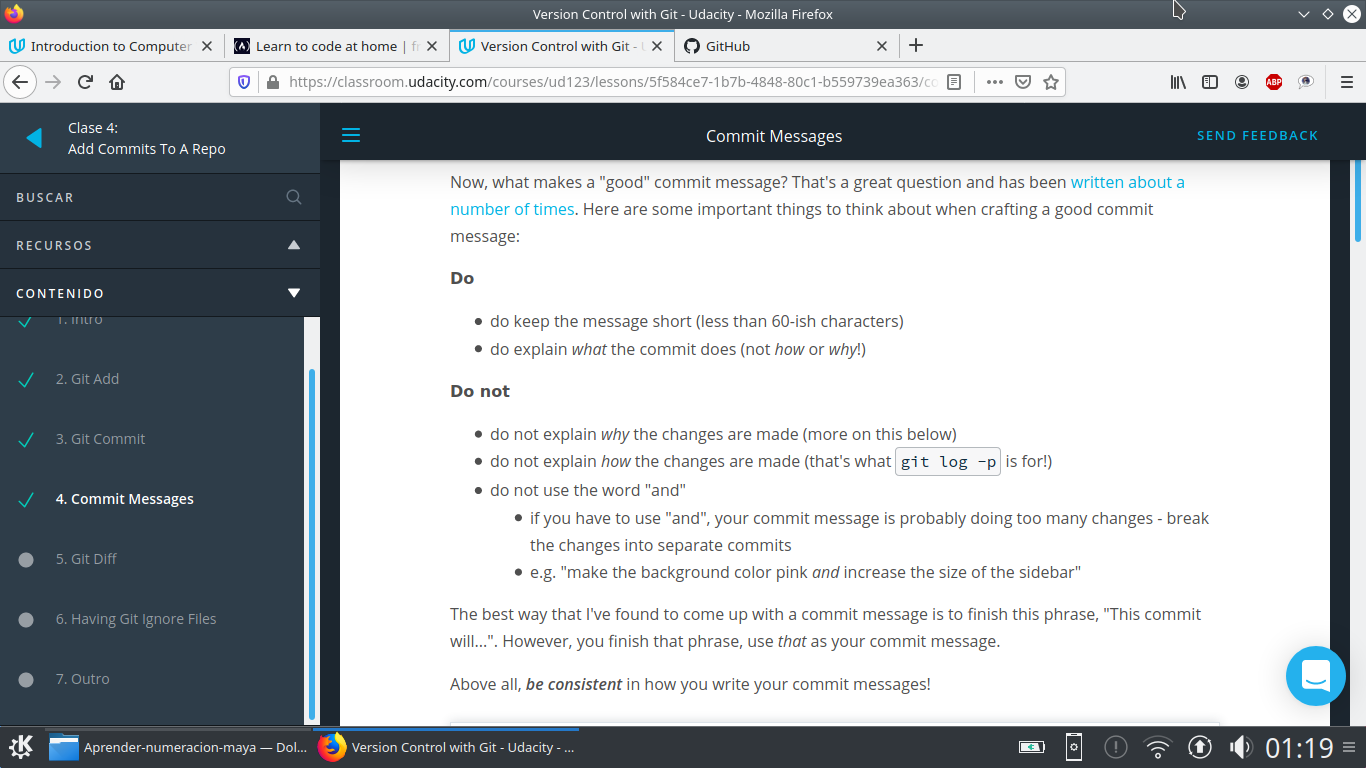 Version Control with Git - Udacity - Mozilla Firefox
Introduction to Computer
Learn to code at home | f
Version Control with Git -
GitHub
https://classroom.udacity.com/courses/ud123/lessons/5f584ce7-1b7b-4848-80c1-b559739ea363/co
ABP
Clase 4:
Add Commits To A Repo
BUSCAR
RECURSOS
CONTENIDO
1. Intro
2. Git Add
3. Git Commit
4. Commit Messages
5. Git Diff
6. Having Git Ignore Files
7. Outro
Commit Messages
SEND FEEDBACK
Now, what makes a "good" commit message? That's a great question and has been written about a
number of times. Here are some important things to think about when crafting a good commit
message:
Do
do keep the message short (less than 60-ish characters)
do explain what the commit does (not how or why!)
Do not
do not explain why the changes are made (more on this below)
do not explain how the changes are made (that's what git log -p is for!)
do not use the word "and"
if you have to use "and", your commit message is probably doing too many changes - break
the changes into separate commits
e.g. "make the background color pink and increase the size of the sidebar"
The best way that I've found to come up with a commit message is to finish this phrase, "This commit
will...". However, you finish that phrase, use that as your commit message.
Above all, be consistent in how you write your commit messages!
Aprender-numeracion-maya — Dol...
Version Control with Git - Udacity - ...
01:19